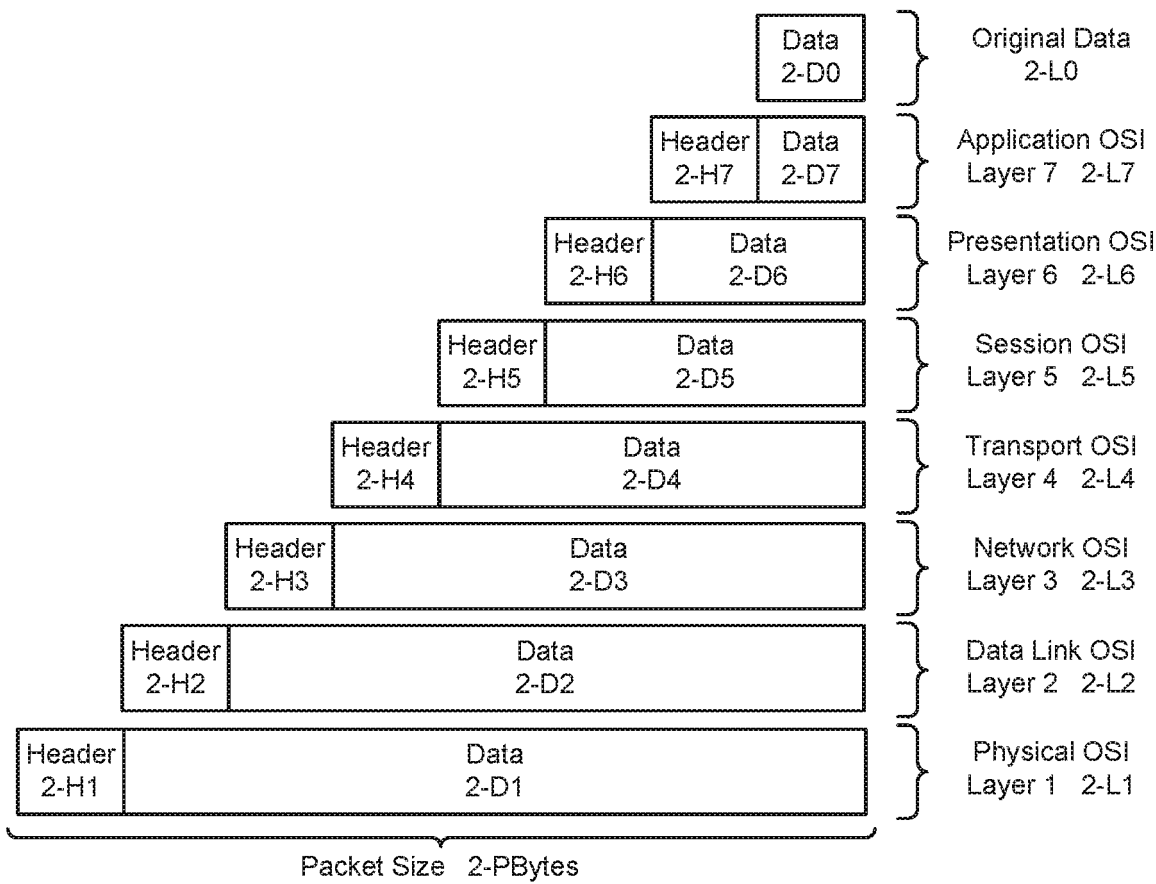 Data
2-D0
Original Data
2-L0
Header
2-H7
Data
2-D7
Application OSI
Layer 7 2-L7
Header
2-H6
Data
2-D6
Presentation OSI
Layer 6 2-L6
Header
2-H5
Data
2-D5
Session OSI
Layer 5 2-L5
Header
2-H4
Data
2-D4
Transport OSI
Layer 4 2-L4
Header
2-H3
Data
2-D3
Network OSI
Layer 3 2-L3
Header
2-H2
Data
2-D2
Data Link OSI
Layer 2 2-L2
Header
2-H1
Data
2-D1
Physical OSI
Layer 1 2-L1
Packet Size 2-PBytes